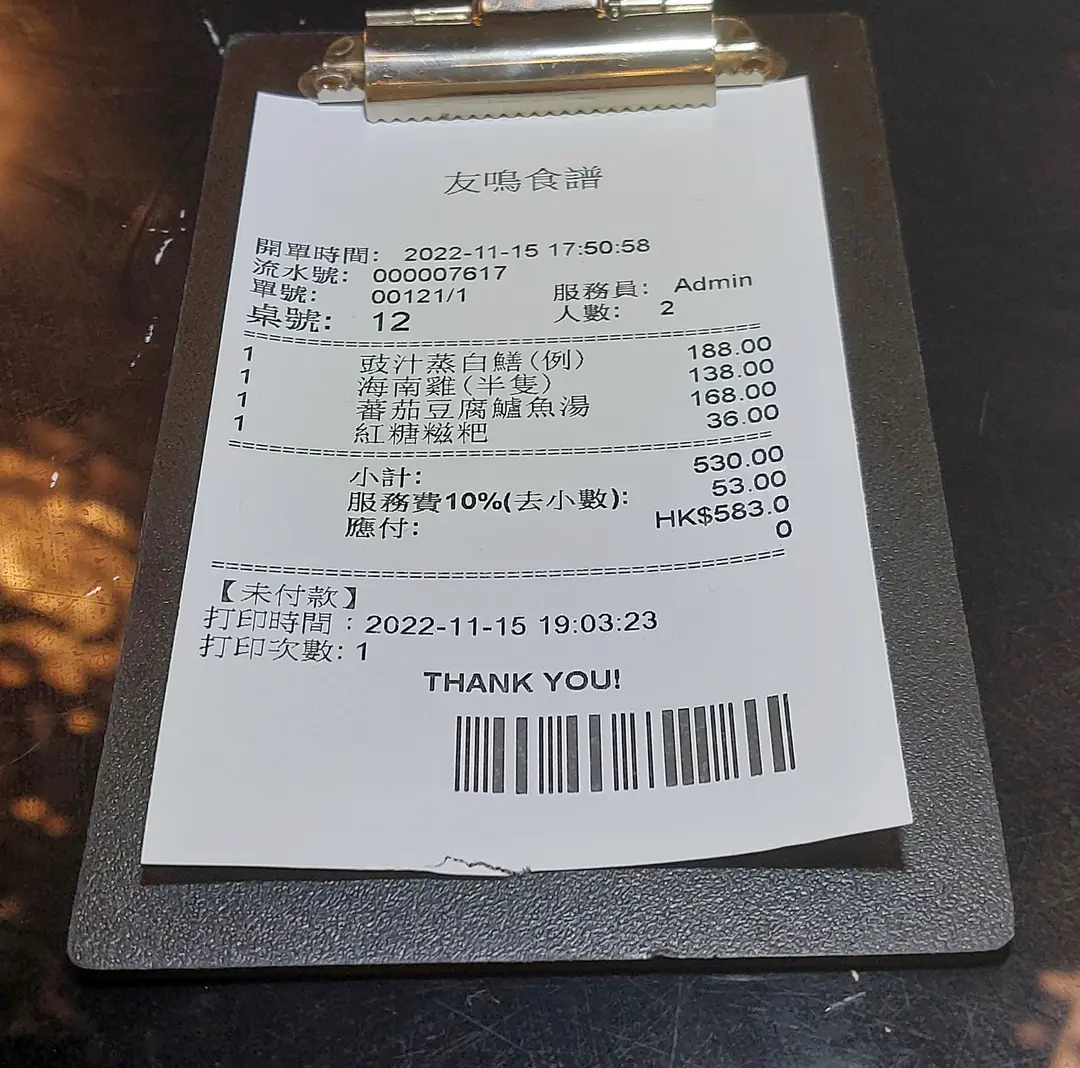 友鳴食譜
開單時間: 2022-11-15 17:50:58
流水號: 000007617
單號: 00121/1 服務員: Admin
桌號: 12 人數: 2
1 豉汁蒸白鱔(例) 188.00
1 海南雞(半隻) 138.00
1 蕃茄豆腐鱸魚湯 168.00
1 紅糖糍粑 36.00
小計: 530.00
服務費10%(去小數): 53.00
應付: HK$583.0
0
【未付款】
打印時間:2022-11-15 19:03:23
打印次數:1
THANK YOU!